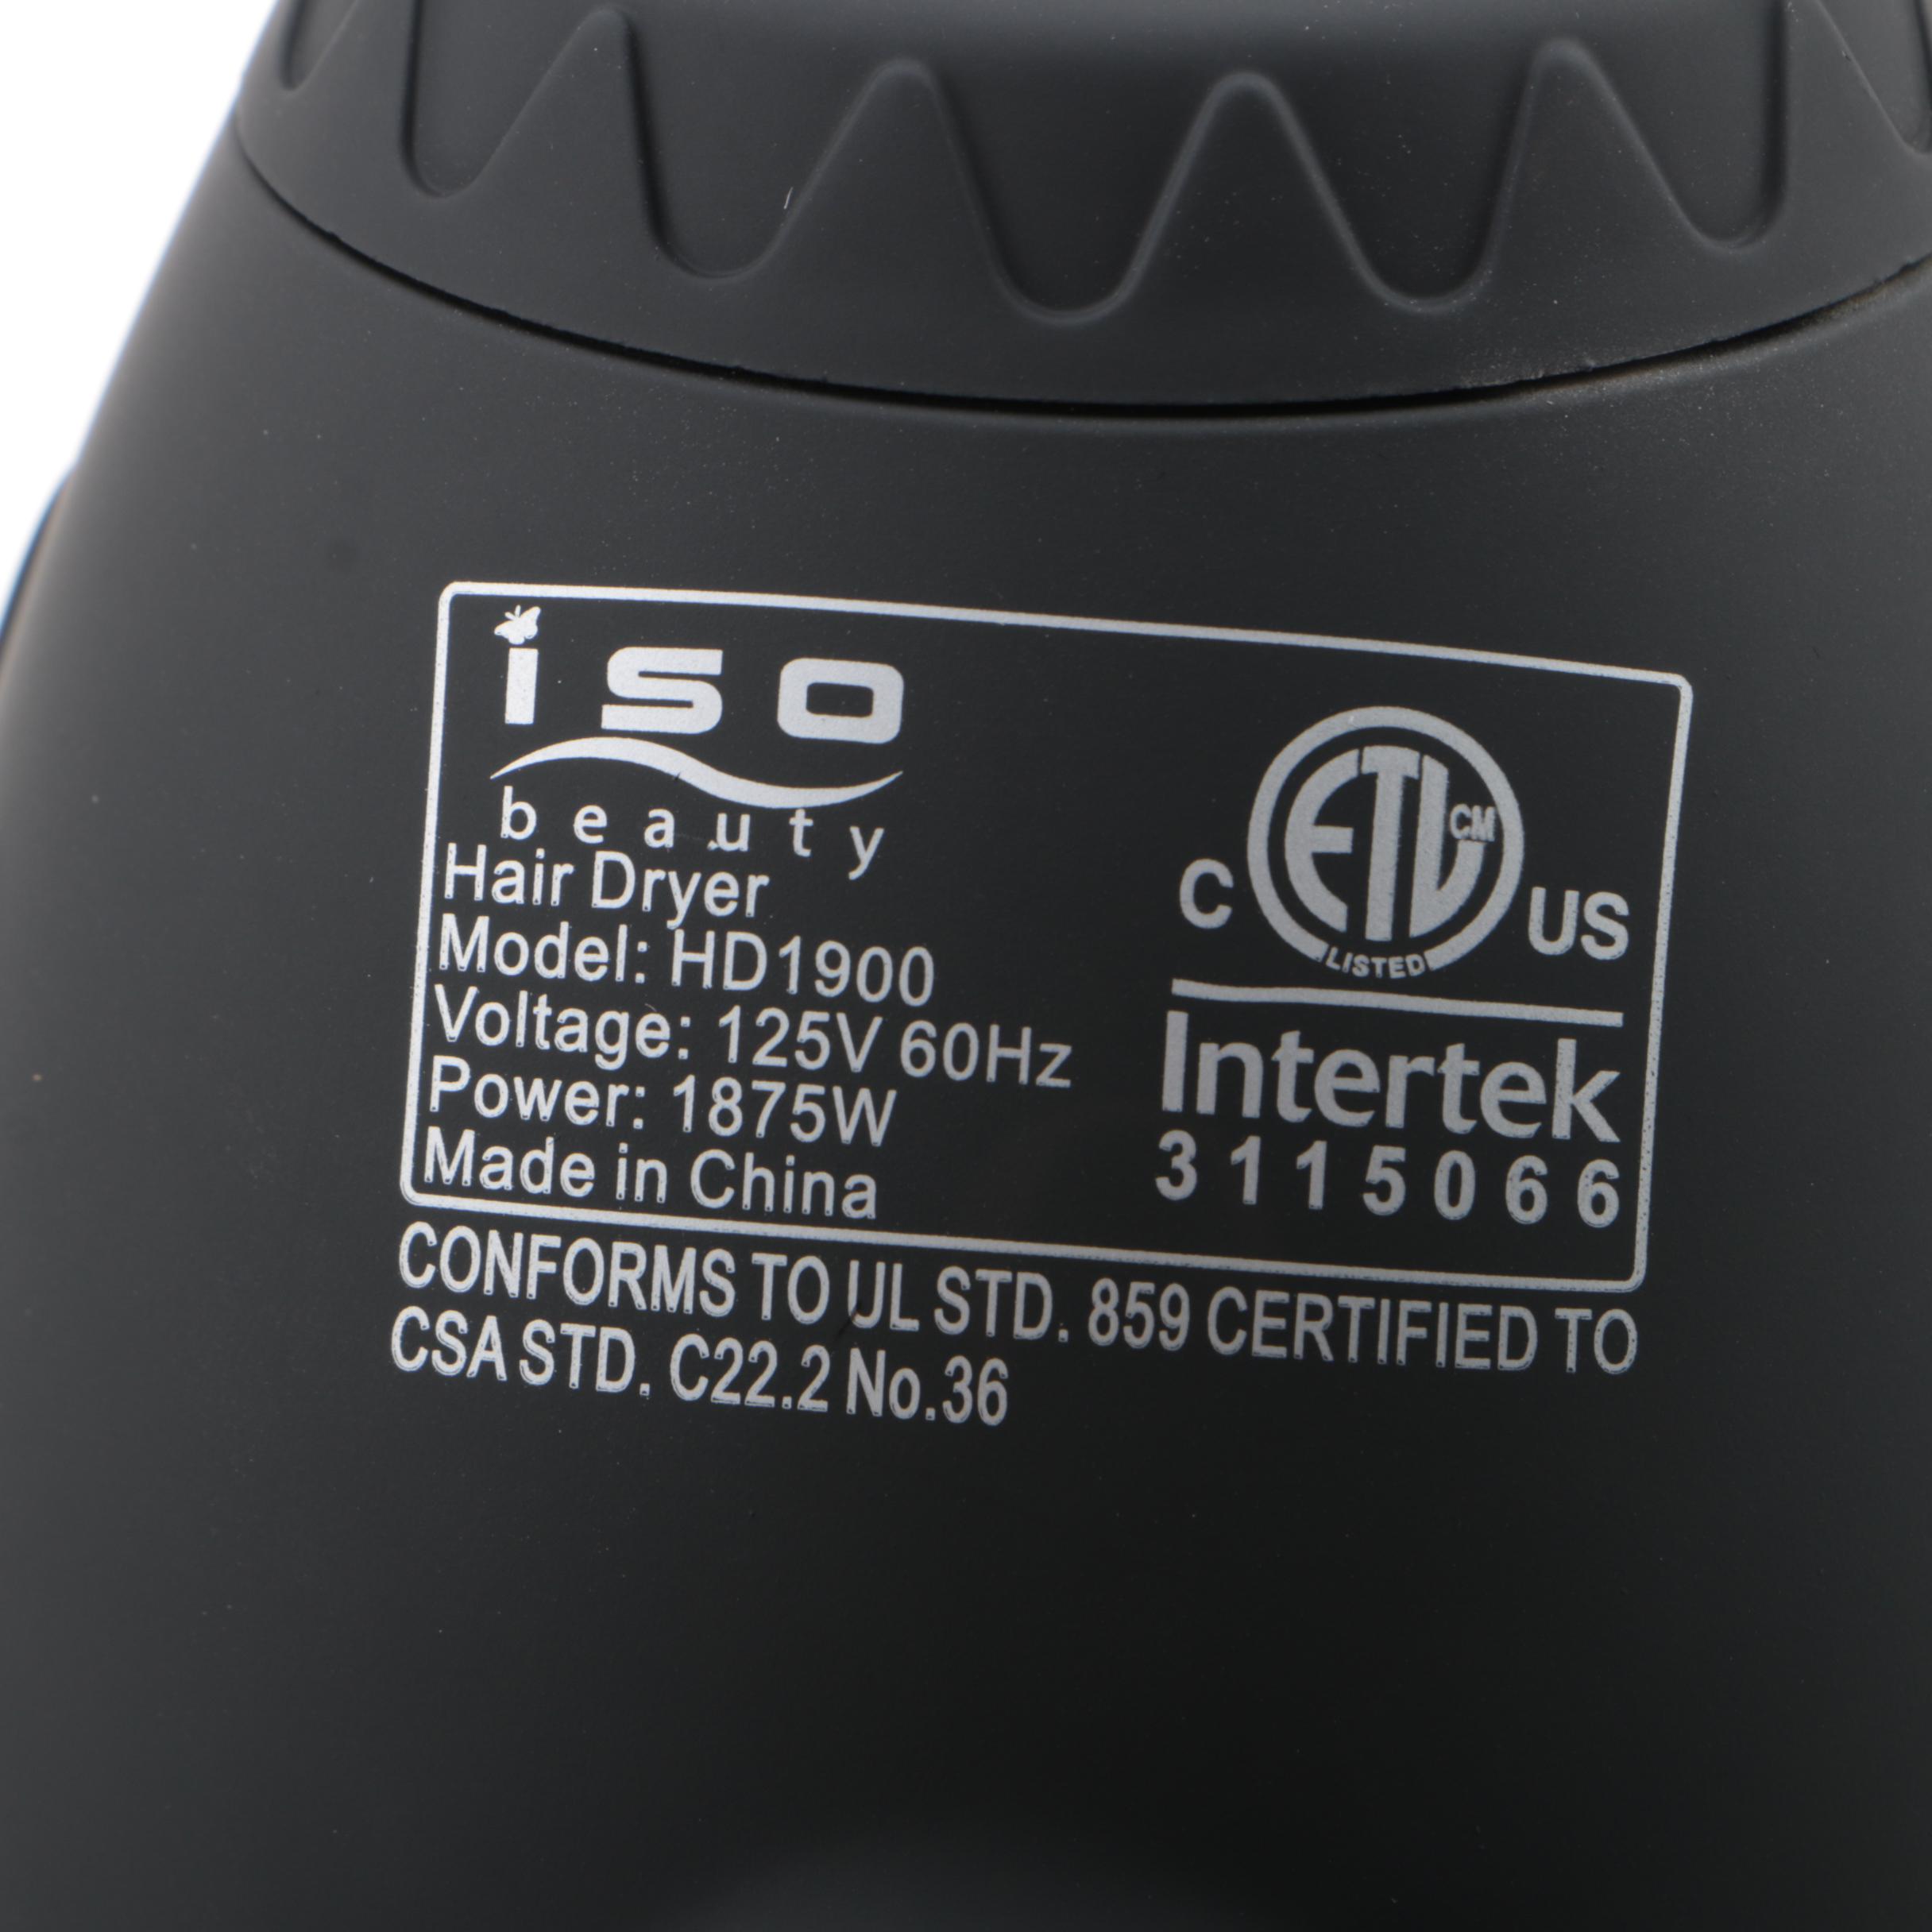 iso
beauty
Hair Dryer
Model: HD1900
Voltage: 125V 60Hz
Power: 1875W
Made in China
ETL CM
C US
LISTED
Intertek
3115066
CONFORMS TO UL STD. 859 CERTIFIED TO
CSA STD. C22.2 No.36